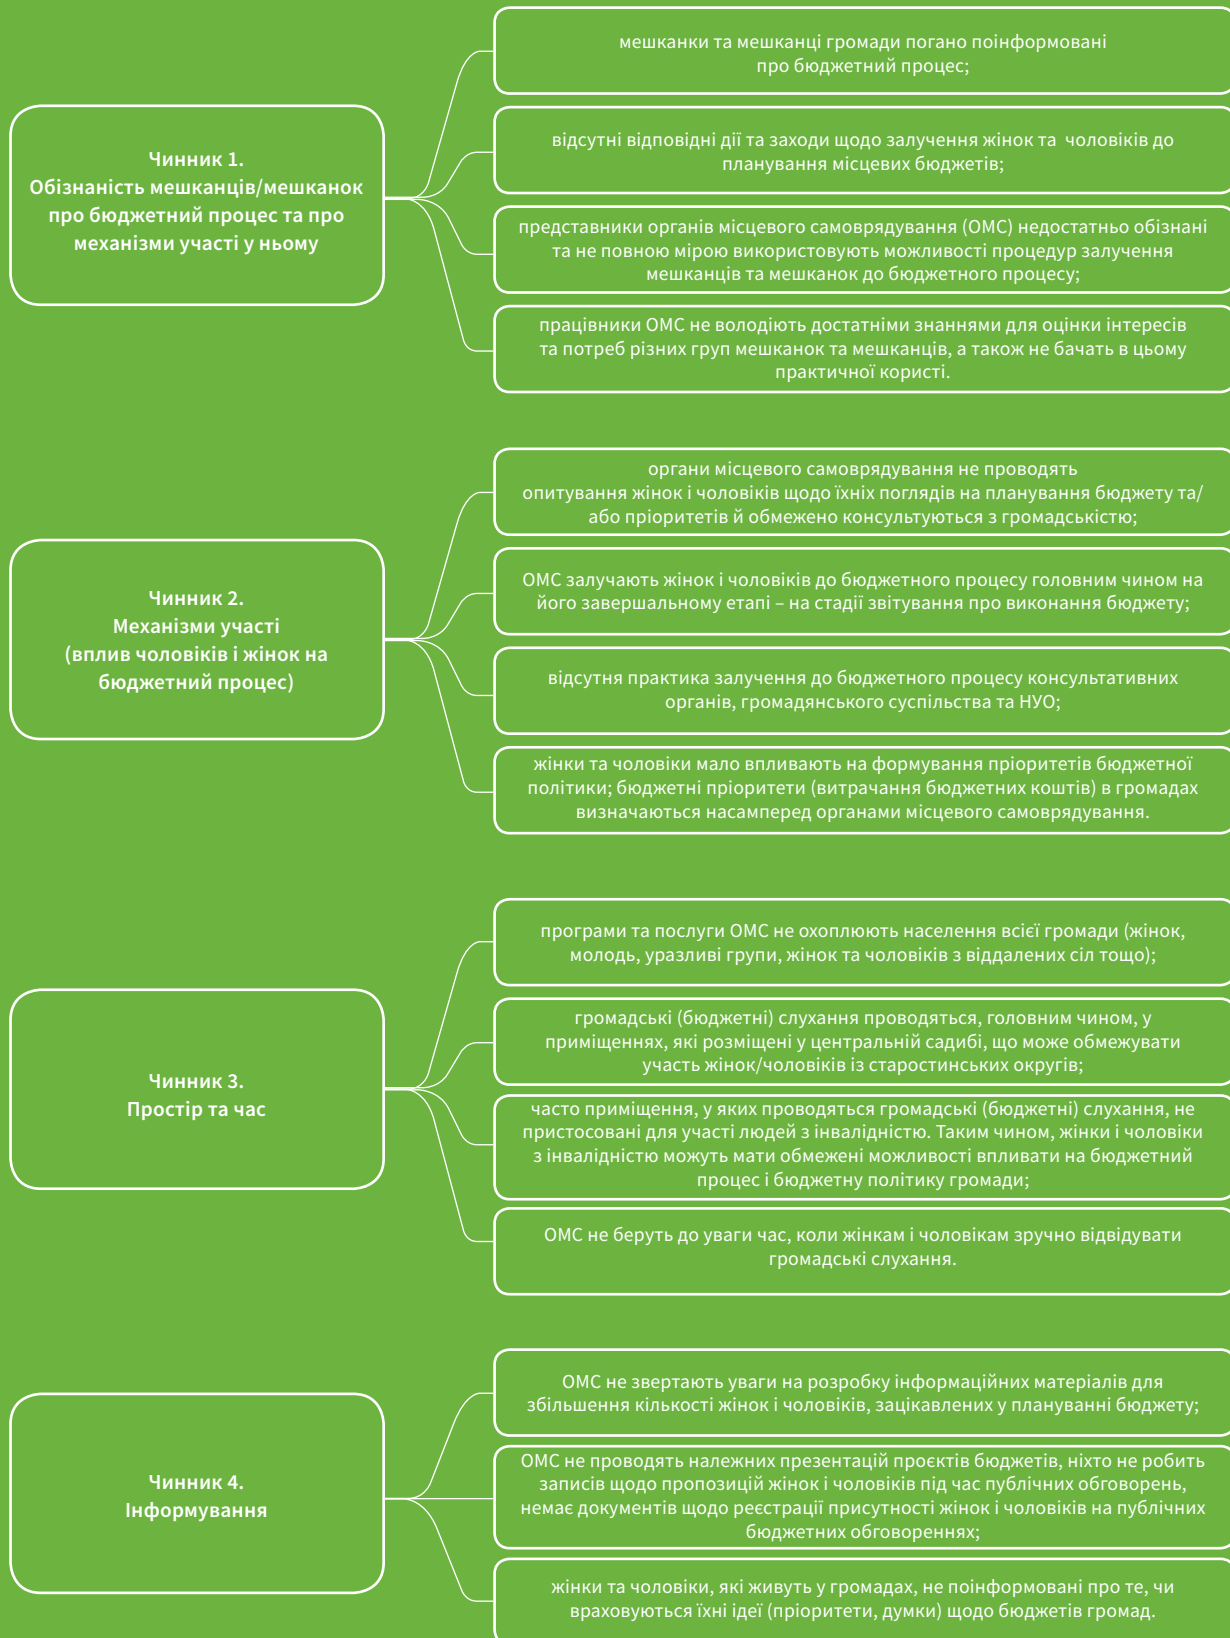 Чинник 1.
Обізнаність мешканців/мешканок
про бюджетний процес та про
механізми участі у ньому
мешканки та мешканці громади погано поінформовані
про бюджетний процес;
відсутні відповідні дії та заходи щодо залучення жінок та чоловіків до
планування місцевих бюджетів;
представники органів місцевого самоврядування (ОМС) недостатньо обізнані
та не повною мірою використовують можливості процедур залучення
мешканців та мешканок до бюджетного процесу;
працівники ОМС не володіють достатніми знаннями для оцінки інтересів
та потреб різних груп мешканок та мешканців, а також не бачать в цьому
практичної користі.
Чинник 2.
Механізми участі
(вплив чоловіків і жінок на
бюджетний процес)
органи місцевого самоврядування не проводять
опитування жінок і чоловіків щодо їхніх поглядів на планування бюджету та/
або пріоритетів й обмежено консультуються з громадськістю;
ОМС залучають жінок і чоловіків до бюджетного процесу головним чином на
його завершальному етапі – на стадії звітування про виконання бюджету;
відсутня практика залучення до бюджетного процесу консультативних
органів, громадянського суспільства та НУО;
жінки та чоловіки мало впливають на формування пріоритетів бюджетної
політики; бюджетні пріоритети (витрачання бюджетних коштів) в громадах
визначаються насамперед органами місцевого самоврядування.
Чинник 3.
Простір та час
програми та послуги ОМС не охоплюють населення всієї громади (жінок,
молодь, уразливі групи, жінок та чоловіків з віддалених сіл тощо);
громадські (бюджетні) слухання проводяться, головним чином, у
приміщеннях, які розміщені у центральній садибі, що може обмежувати
участь жінок/чоловіків із старостинських округів;
часто приміщення, у яких проводяться громадські (бюджетні) слухання, не
пристосовані для участі людей з інвалідністю. Таким чином, жінки і чоловіки
з інвалідністю можуть мати обмежені можливості впливати на бюджетний
процес і бюджетну політику громади;
ОМС не беруть до уваги час, коли жінкам і чоловікам зручно відвідувати
громадські слухання.
Чинник 4.
Інформування
ОМС не звертають уваги на розробку інформаційних матеріалів для
збільшення кількості жінок і чоловіків, зацікавлених у плануванні бюджету;
ОМС не проводять належних презентацій проєктів бюджетів, ніхто не робить
записів щодо пропозицій жінок і чоловіків під час публічних обговорень,
немає документів щодо реєстрації присутності жінок і чоловіків на публічних
бюджетних обговореннях;
жінки та чоловіки, які живуть у громадах, не поінформовані про те, чи
враховуються їхні ідеї (пріоритети, думки) щодо бюджетів громад.